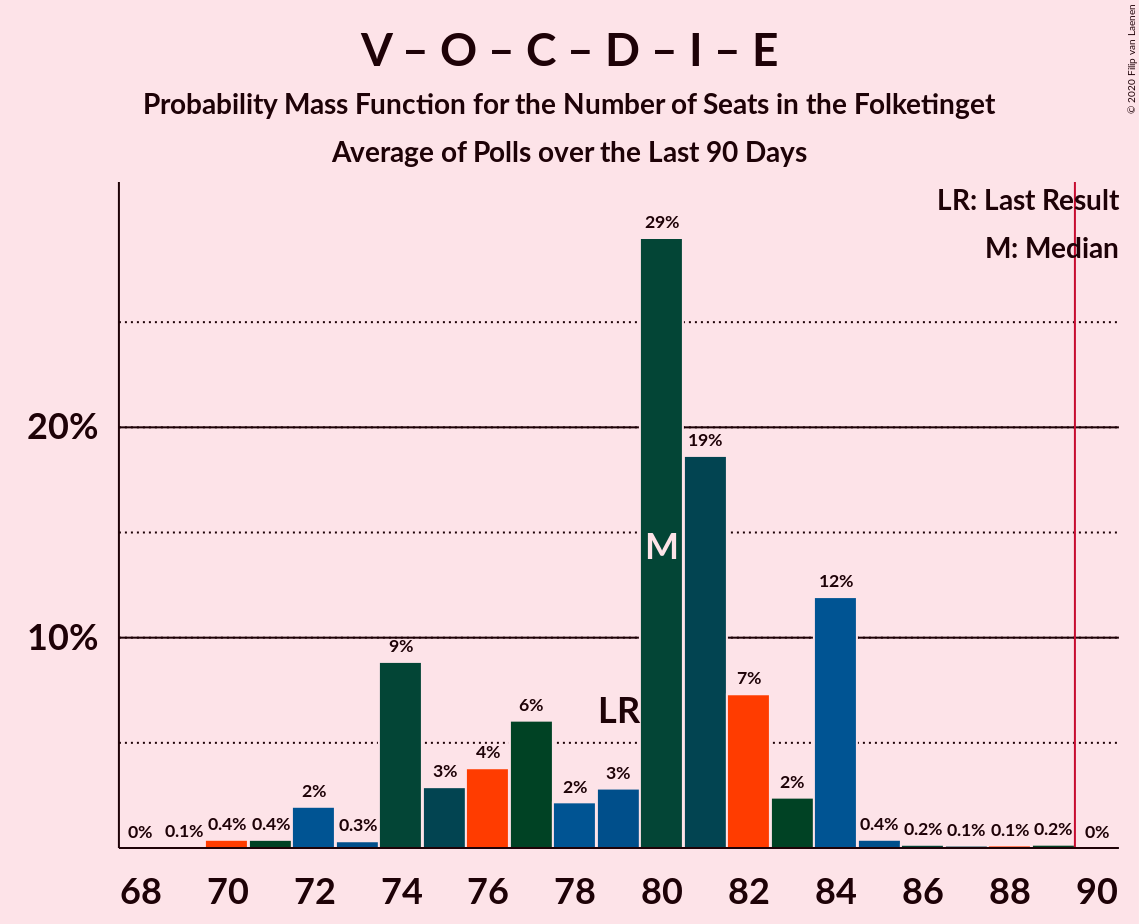 V – O – C – D – I – E
Probability Mass Function for the Number of Seats in the Folketinget
Average of Polls over the Last 90 Days
© 2020 Filip van Laenen
LR: Last Result
M: Median
20%
10%
0%
0.1%
0.4%
0.4%
2%
0.3%
9%
3%
4%
6%
2%
3%
LR
29%
M
19%
7%
2%
12%
0.4%
0.2%
0.1%
0.1%
0.2%
0%
68 70 72 74 76 78 80 82 84 86 88 90